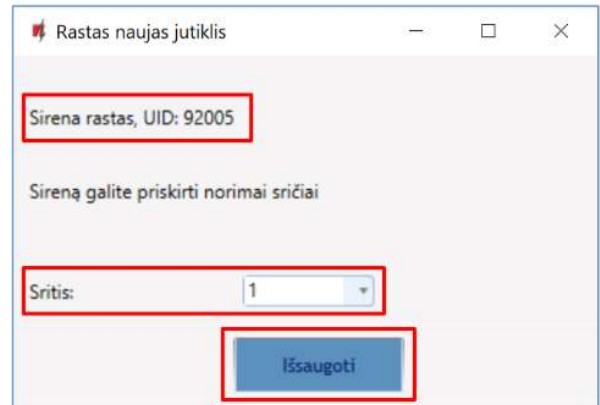 Rastas naujas jutiklis
Sirena rastas, UID: 92005
Sireną galite priskirti norimai sričiai
Sritis: 1
Išsaugoti